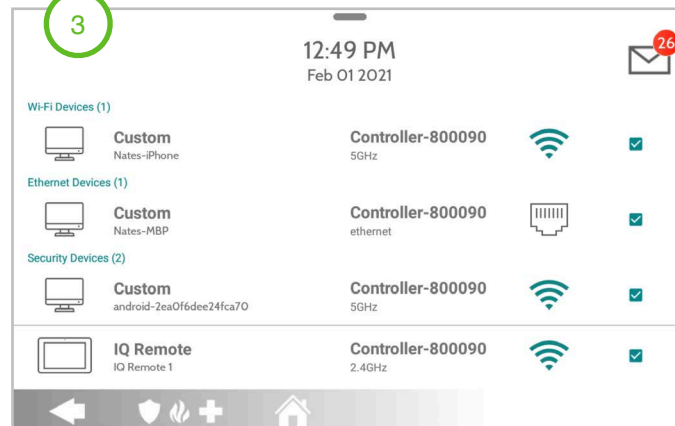 3
12:49 PM
26
Feb 01 2021
Wi-Fi Devices (1)
Custom Controller-800090
Nates-iPhone 5GHz
Ethernet Devices (1)
Custom Controller-800090
Nates-MBP ethernet
Security Devices (2)
Custom Controller-800090
android-2ea0f6dee24fca70 5GHz
IQ Remote Controller-800090
IQ Remote 1 2.4GHz